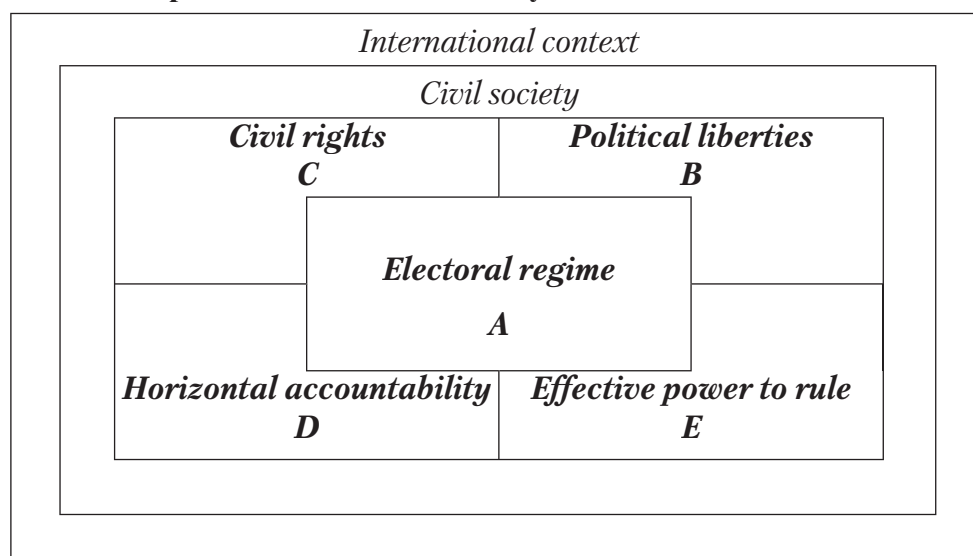 International context
Civil society
Civil rights
C
Political liberties
B
Electoral regime
A
Horizontal accountability
D
Effective power to rule
E